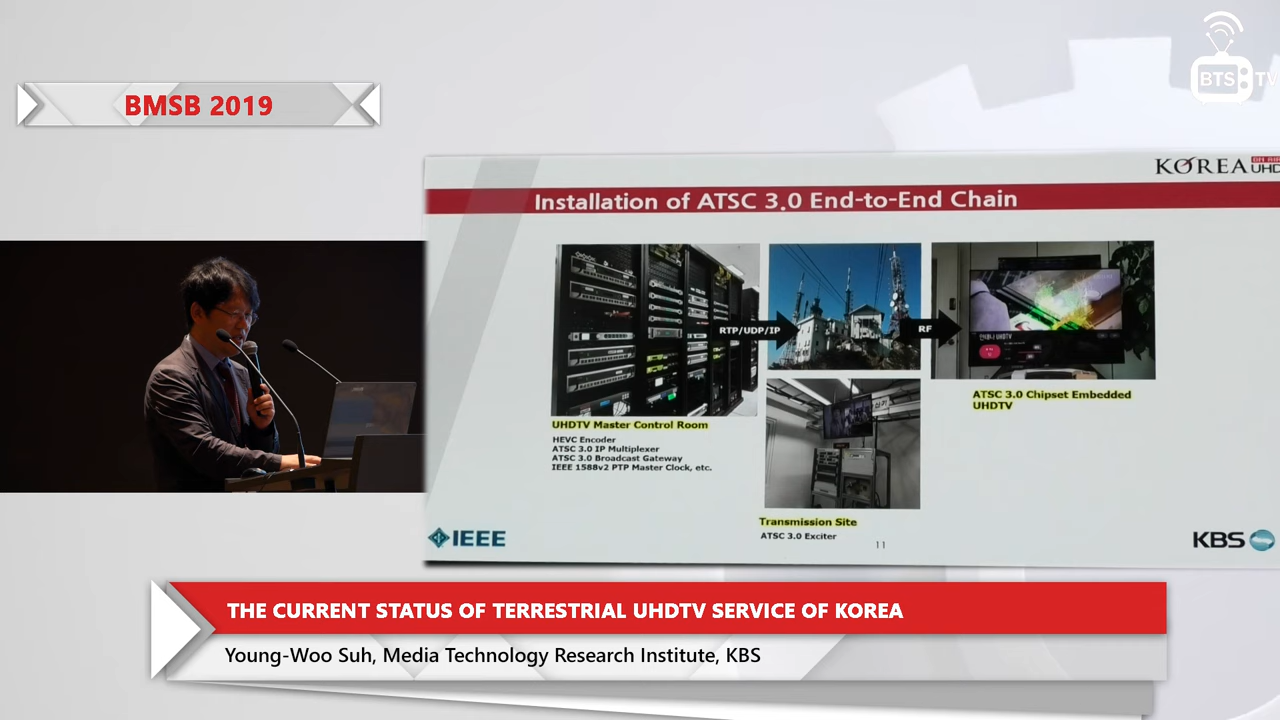 BTS TV
BMSB 2019
KOREA ON AIR UHD
Installation of ATSC 3.0 End-to-End Chain
RTP/UDP/IP
RF
UHDTV Master Control Room
HEVC Encoder
ATSC 3.0 IP Multiplexer
ATSC 3.0 Broadcast Gateway
IEEE 1588v2 PTP Master Clock, etc.
ATSC 3.0 Chipset Embedded
UHDTV
Transmission Site
ATSC 3.0 Exciter
11
IEEE
KBS
THE CURRENT STATUS OF TERRESTRIAL UHDTV SERVICE OF KOREA
Young-Woo Suh, Media Technology Research Institute, KBS